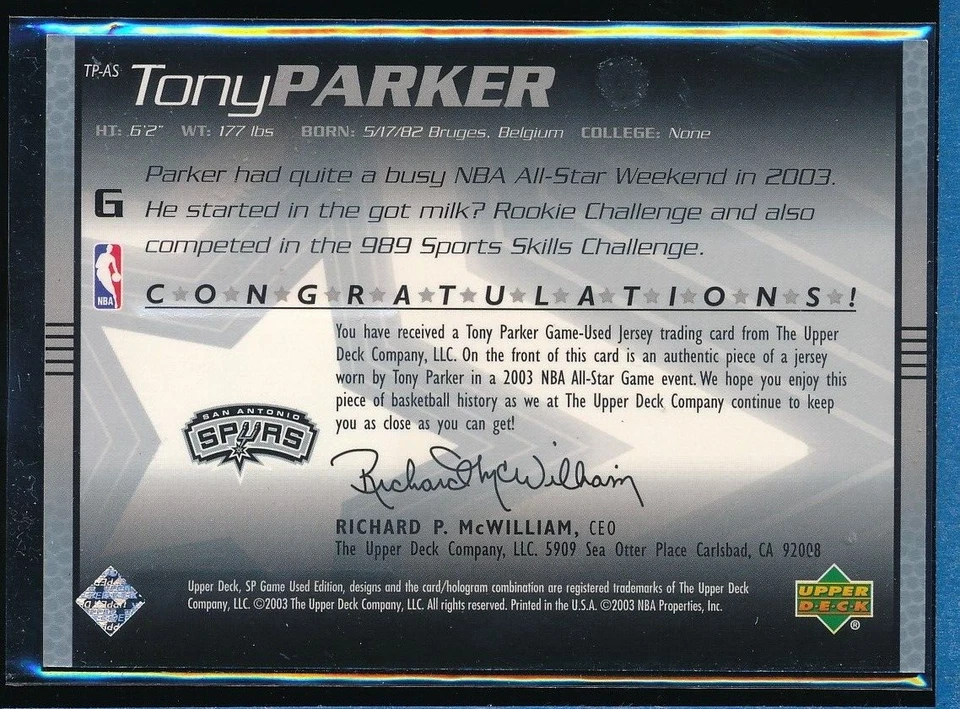 TP-AS TonyPARKER
HT: 6'2" WT: 177 lbs BORN: 5/17/82 Bruges, Belgium COLLEGE: None
Parker had quite a busy NBA All-Star Weekend in 2003.
G He started in the got milk? Rookie Challenge and also
competed in the 989 Sports Skills Challenge.
NBA
C★O★N★G★R★A★T★U★L★A★T★I★O★N★S★!
You have received a Tony Parker Game-Used Jersey trading card from The Upper
Deck Company, LLC. On the front of this card is an authentic piece of a jersey
worn by Tony Parker in a 2003 NBA All-Star Game event. We hope you enjoy this
piece of basketball history as we at The Upper Deck Company continue to keep
you as close as you can get!
SAN ANTONIO
SPURS
Richard McWilliam
RICHARD P. McWILLIAM, CEO
The Upper Deck Company, LLC. 5909 Sea Otter Place Carlsbad, CA 92008
Upper Deck, SP Game Used Edition, designs and the card/hologram combination are registered trademarks of The Upper Deck
Company, LLC. ©2003 The Upper Deck Company, LLC. All rights reserved. Printed in the U.S.A. ©2003 NBA Properties, Inc.
UPPER
DECK
®